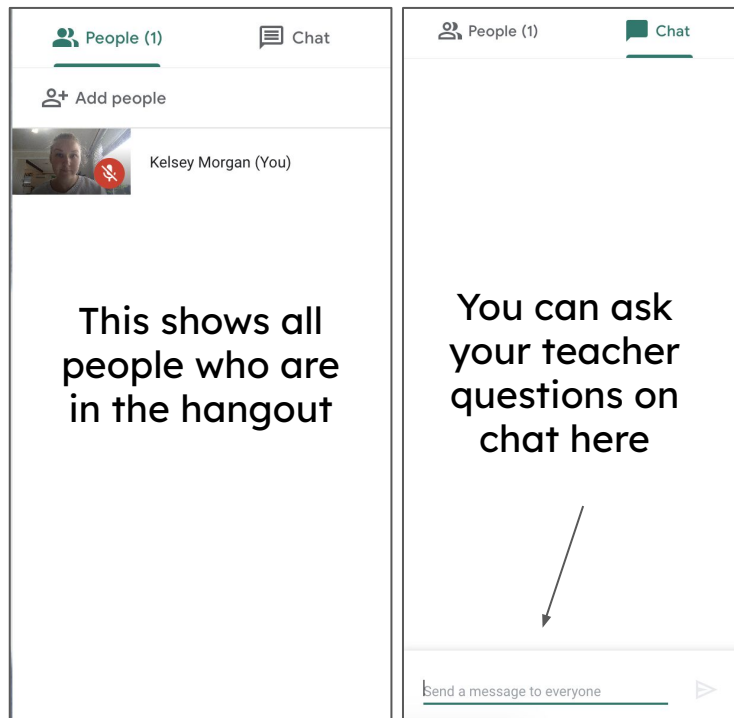 People (1)
Chat
Add people
Kelsey Morgan (You)
This shows all
people who are
in the hangout
People (1)
Chat
You can ask
your teacher
questions on
chat here
Send a message to everyone